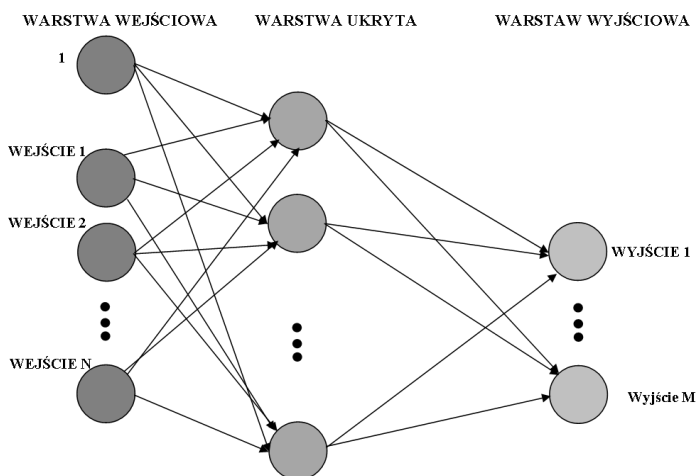 WARSTWA WEJŚCIOWA WARSTWA UKRYTA WARSTAW WYJŚCIOWA
1
WEJŚCIE 1
WEJŚCIE 2
WYJŚCIE 1
WEJŚCIE N
Wyjście M